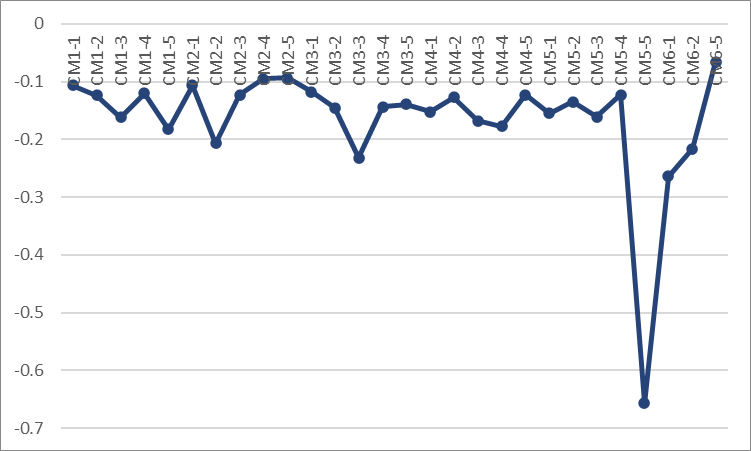 0
-0.1
-0.2
-0.3
-0.4
-0.5
-0.6
-0.7
CM1-1
CM1-2
CM1-3
CM1-4
CM1-5
CM2-1
CM2-2
CM2-3
CM2-4
CM2-5
CM3-1
CM3-2
CM3-3
CM3-4
CM3-5
CM4-1
CM4-2
CM4-3
CM4-4
CM4-5
CM5-1
CM5-2
CM5-3
CM5-4
CM5-5
CM6-1
CM6-2
CM6-5